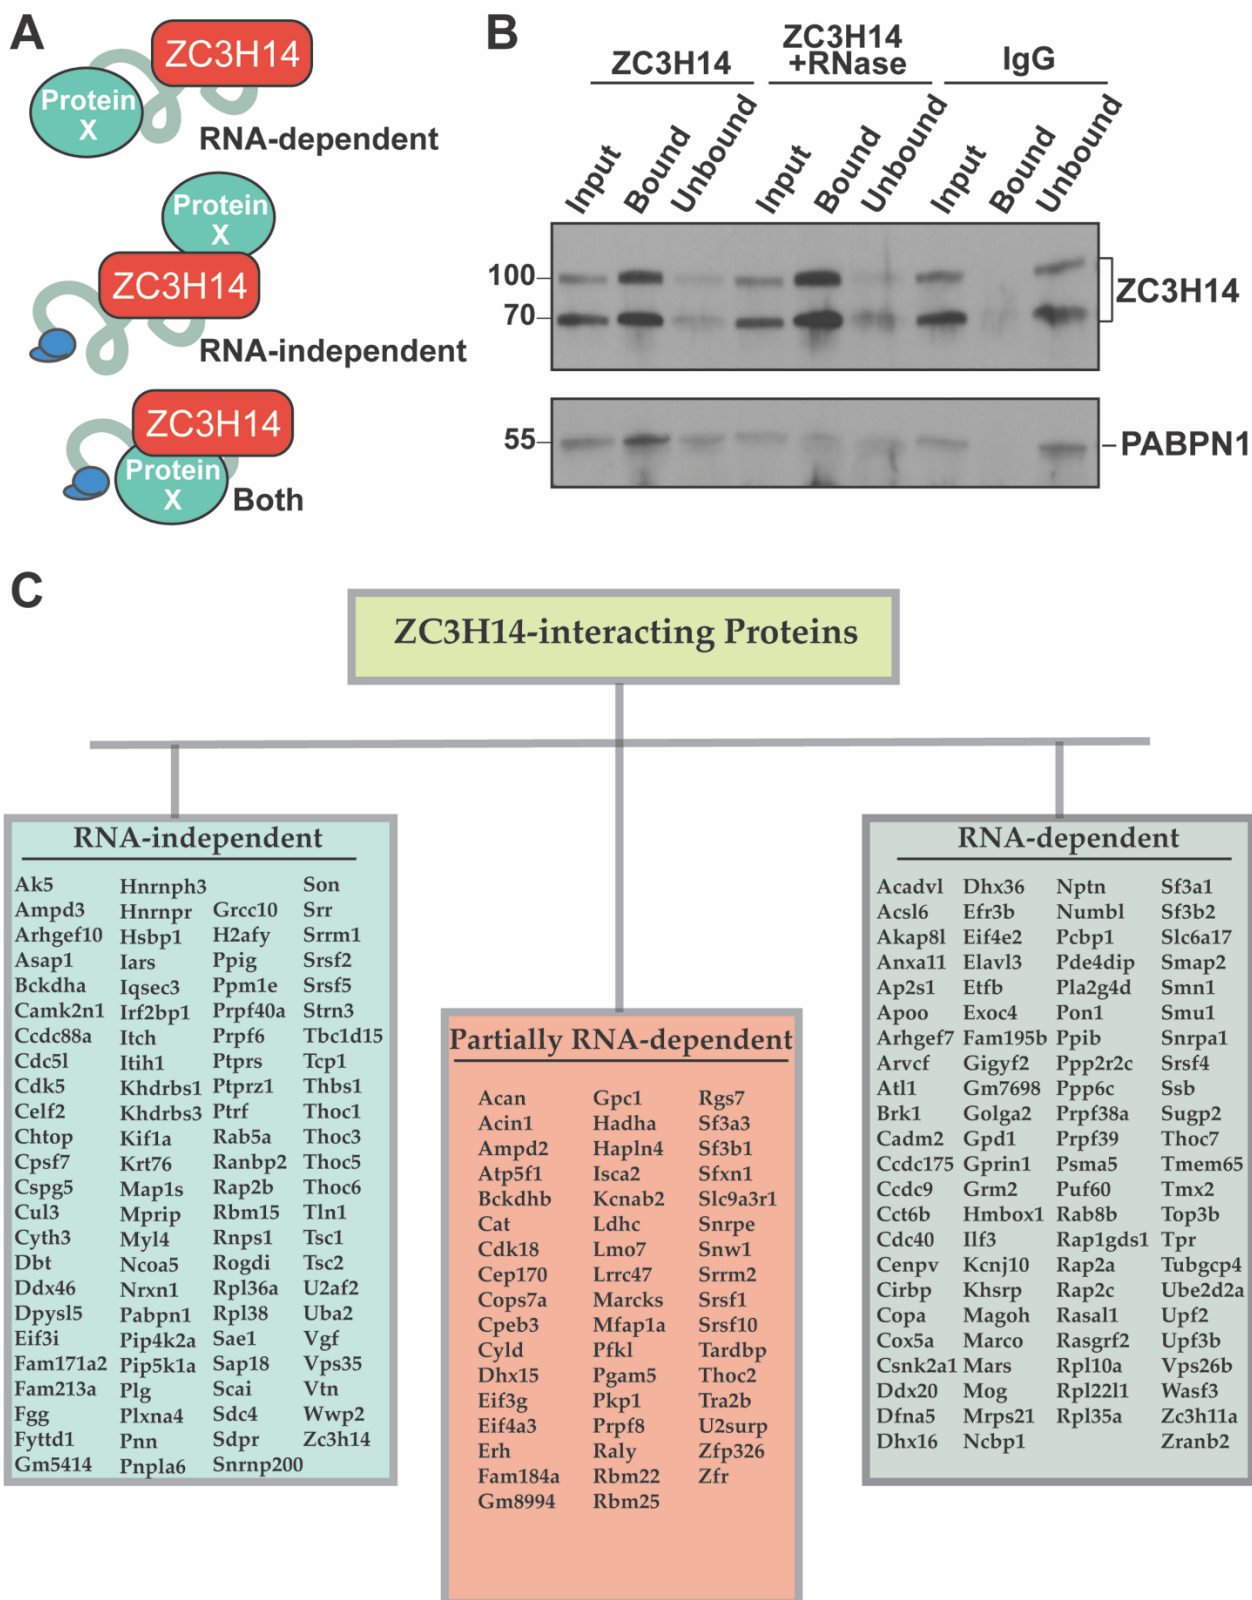 A
ZC3H14
Protein
X
RNA-dependent
Protein
X
ZC3H14
RNA-independent
ZC3H14
Protein
X
Both
B
ZC3H14
ZC3H14
+RNase
IgG
Input
Bound
Unbound
Input
Bound
Unbound
Input
Bound
Unbound
100
70
ZC3H14
55
PABPN1
C
ZC3H14-interacting Proteins
RNA-independent
Ak5
Ampd3
Arhgef10
Asap1
Bckdha
Camk2n1
Ccdc88a
Cdc5l
Cdk5
Celf2
Chtop
Cpsf7
Cspg5
Cul3
Cyth3
Dbt
Ddx46
Dpysl5
Eif3i
Fam171a2
Fam213a
Fgg
Fyttd1
Gm5414
Hnrnph3
Hnrnpr
Hsbp1
Iars
Iqsec3
Irf2bp1
Itch
Itih1
Khdrbs1
Khdrbs3
Kif1a
Krt76
Map1s
Mprip
Myl4
Ncoa5
Nrxn1
Pabpn1
Pip4k2a
Pip5k1a
Plg
Plxna4
Pnn
Pnpla6
Grcc10
H2afy
Ppig
Ppm1e
Prpf40a
Prpf6
Ptprs
Ptprz1
Ptrf
Rab5a
Ranbp2
Rap2b
Rbm15
Rnps1
Rogdi
Rpl36a
Rpl38
Sae1
Sap18
Scai
Sdc4
Sdpr
Snrnp200
Son
Srr
Srrm1
Srsf2
Srsf5
Strn3
Tbc1d15
Tcp1
Thbs1
Thoc1
Thoc3
Thoc5
Thoc6
Tln1
Tsc1
Tsc2
U2af2
Uba2
Vgf
Vps35
Vtn
Wwp2
Zc3h14
Partially RNA-dependent
Acan
Acin1
Ampd2
Atp5f1
Bckdhb
Cat
Cdk18
Cep170
Cops7a
Cpeb3
Cyld
Dhx15
Eif3g
Eif4a3
Erh
Fam184a
Gm8994
Gpc1
Hadha
Hapln4
Isca2
Kcnab2
Ldhc
Lmo7
Lrrc47
Marcks
Mfap1a
Pfkl
Pgam5
Pkp1
Prpf8
Raly
Rbm22
Rbm25
Rgs7
Sf3a3
Sf3b1
Sfxn1
Slc9a3r1
Snrpe
Snw1
Srrm2
Srsf1
Srsf10
Tardbp
Thoc2
Tra2b
U2surp
Zfp326
Zfr
RNA-dependent
Acadvl
Acsl6
Akap8l
Anxa11
Ap2s1
Apoo
Arhgef7
Arvcf
Atl1
Brk1
Cadm2
Ccdc175
Ccdc9
Cct6b
Cdc40
Cenpv
Cirbp
Copa
Cox5a
Csnk2a1
Ddx20
Dfna5
Dhx16
Dhx36
Efr3b
Eif4e2
Elavl3
Etfb
Exoc4
Fam195b
Gigyf2
Gm7698
Golga2
Gpd1
Gprin1
Grm2
Hmbox1
Ilf3
Kcnj10
Khsrp
Magoh
Marco
Mars
Mog
Mrps21
Ncbp1
Nptn
Numbl
Pcbp1
Pde4dip
Pla2g4d
Pon1
Ppib
Ppp2r2c
Ppp6c
Prpf38a
Prpf39
Psma5
Puf60
Rab8b
Rap1gds1
Rap2a
Rap2c
Rasal1
Rasgrf2
Rpl10a
Rpl22l1
Rpl35a
Sf3a1
Sf3b2
Slc6a17
Smap2
Smn1
Smu1
Snrpa1
Srsf4
Ssb
Sugp2
Thoc7
Tmem65
Tmx2
Top3b
Tpr
Tubgcp4
Ube2d2a
Upf2
Upf3b
Vps26b
Wasf3
Zc3h11a
Zranb2